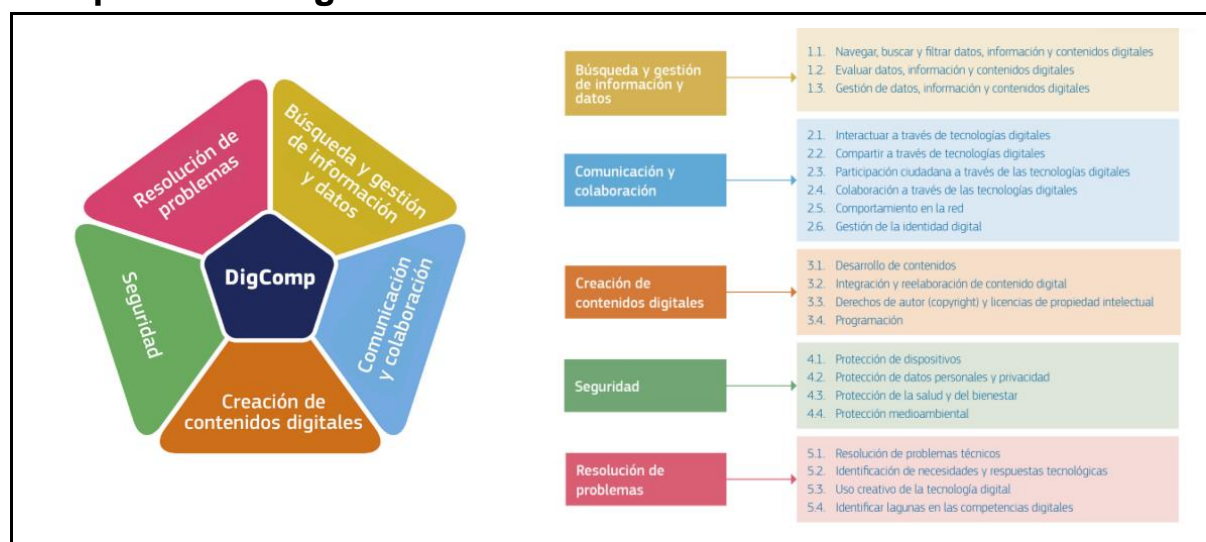 Resolución de
problemas
Búsqueda y gestión
de información
y datos
DigComp
Seguridad
Comunicación
y colaboración
Creación de
contenidos digitales
Búsqueda y gestión
de información y
datos
1.1. Navegar, buscar y filtrar datos, información y contenidos digitales
1.2. Evaluar datos, información y contenidos digitales
1.3. Gestión de datos, información y contenidos digitales
Comunicación y
colaboración
2.1. Interactuar a través de tecnologías digitales
2.2. Compartir a través de tecnologías digitales
2.3. Participación ciudadana a través de las tecnologías digitales
2.4. Colaboración a través de las tecnologías digitales
2.5. Comportamiento en la red
2.6. Gestión de la identidad digital
Creación de
contenidos digitales
3.1. Desarrollo de contenidos
3.2. Integración y reelaboración de contenido digital
3.3. Derechos de autor (copyright) y licencias de propiedad intelectual
3.4. Programación
Seguridad
4.1. Protección de dispositivos
4.2. Protección de datos personales y privacidad
4.3. Protección de la salud y del bienestar
4.4. Protección medioambiental
Resolución de
problemas
5.1. Resolución de problemas técnicos
5.2. Identificación de necesidades y respuestas tecnológicas
5.3. Uso creativo de la tecnología digital
5.4. Identificar lagunas en las competencias digitales